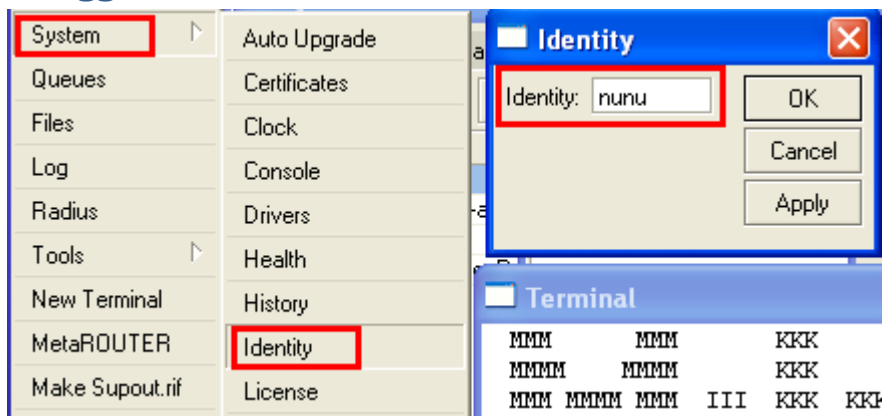 System
Queues
Files
Log
Radius
Tools
New Terminal
MetaROUTER
Make Supout.rif
Auto Upgrade
Certificates
Clock
Console
Drivers
Health
History
Identity
License
Identity
Identity: nunu
OK
Cancel
Apply
Terminal
MMM MMM KKK
MMMM MMMM KKK
MMM MMMM MMM III KKK KKK